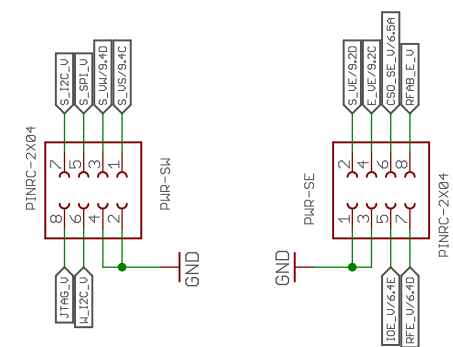 S_I2C_V
S_SPI_V
S_VW/9.4D
S_VS/9.4C
7
5
3
1
8
6
4
2
PINRC-2X04
PWR-SW
JTAG_V
W_I2C_V
GND
S_VE/9.2D
E_VE/9.2C
CSO_SE_V/6.5A
RFAB_E_V
2
4
6
8
1
3
5
7
PWR-SE
PINRC-2X04
GND
IOE_V/6.4E
RFE_V/6.4D